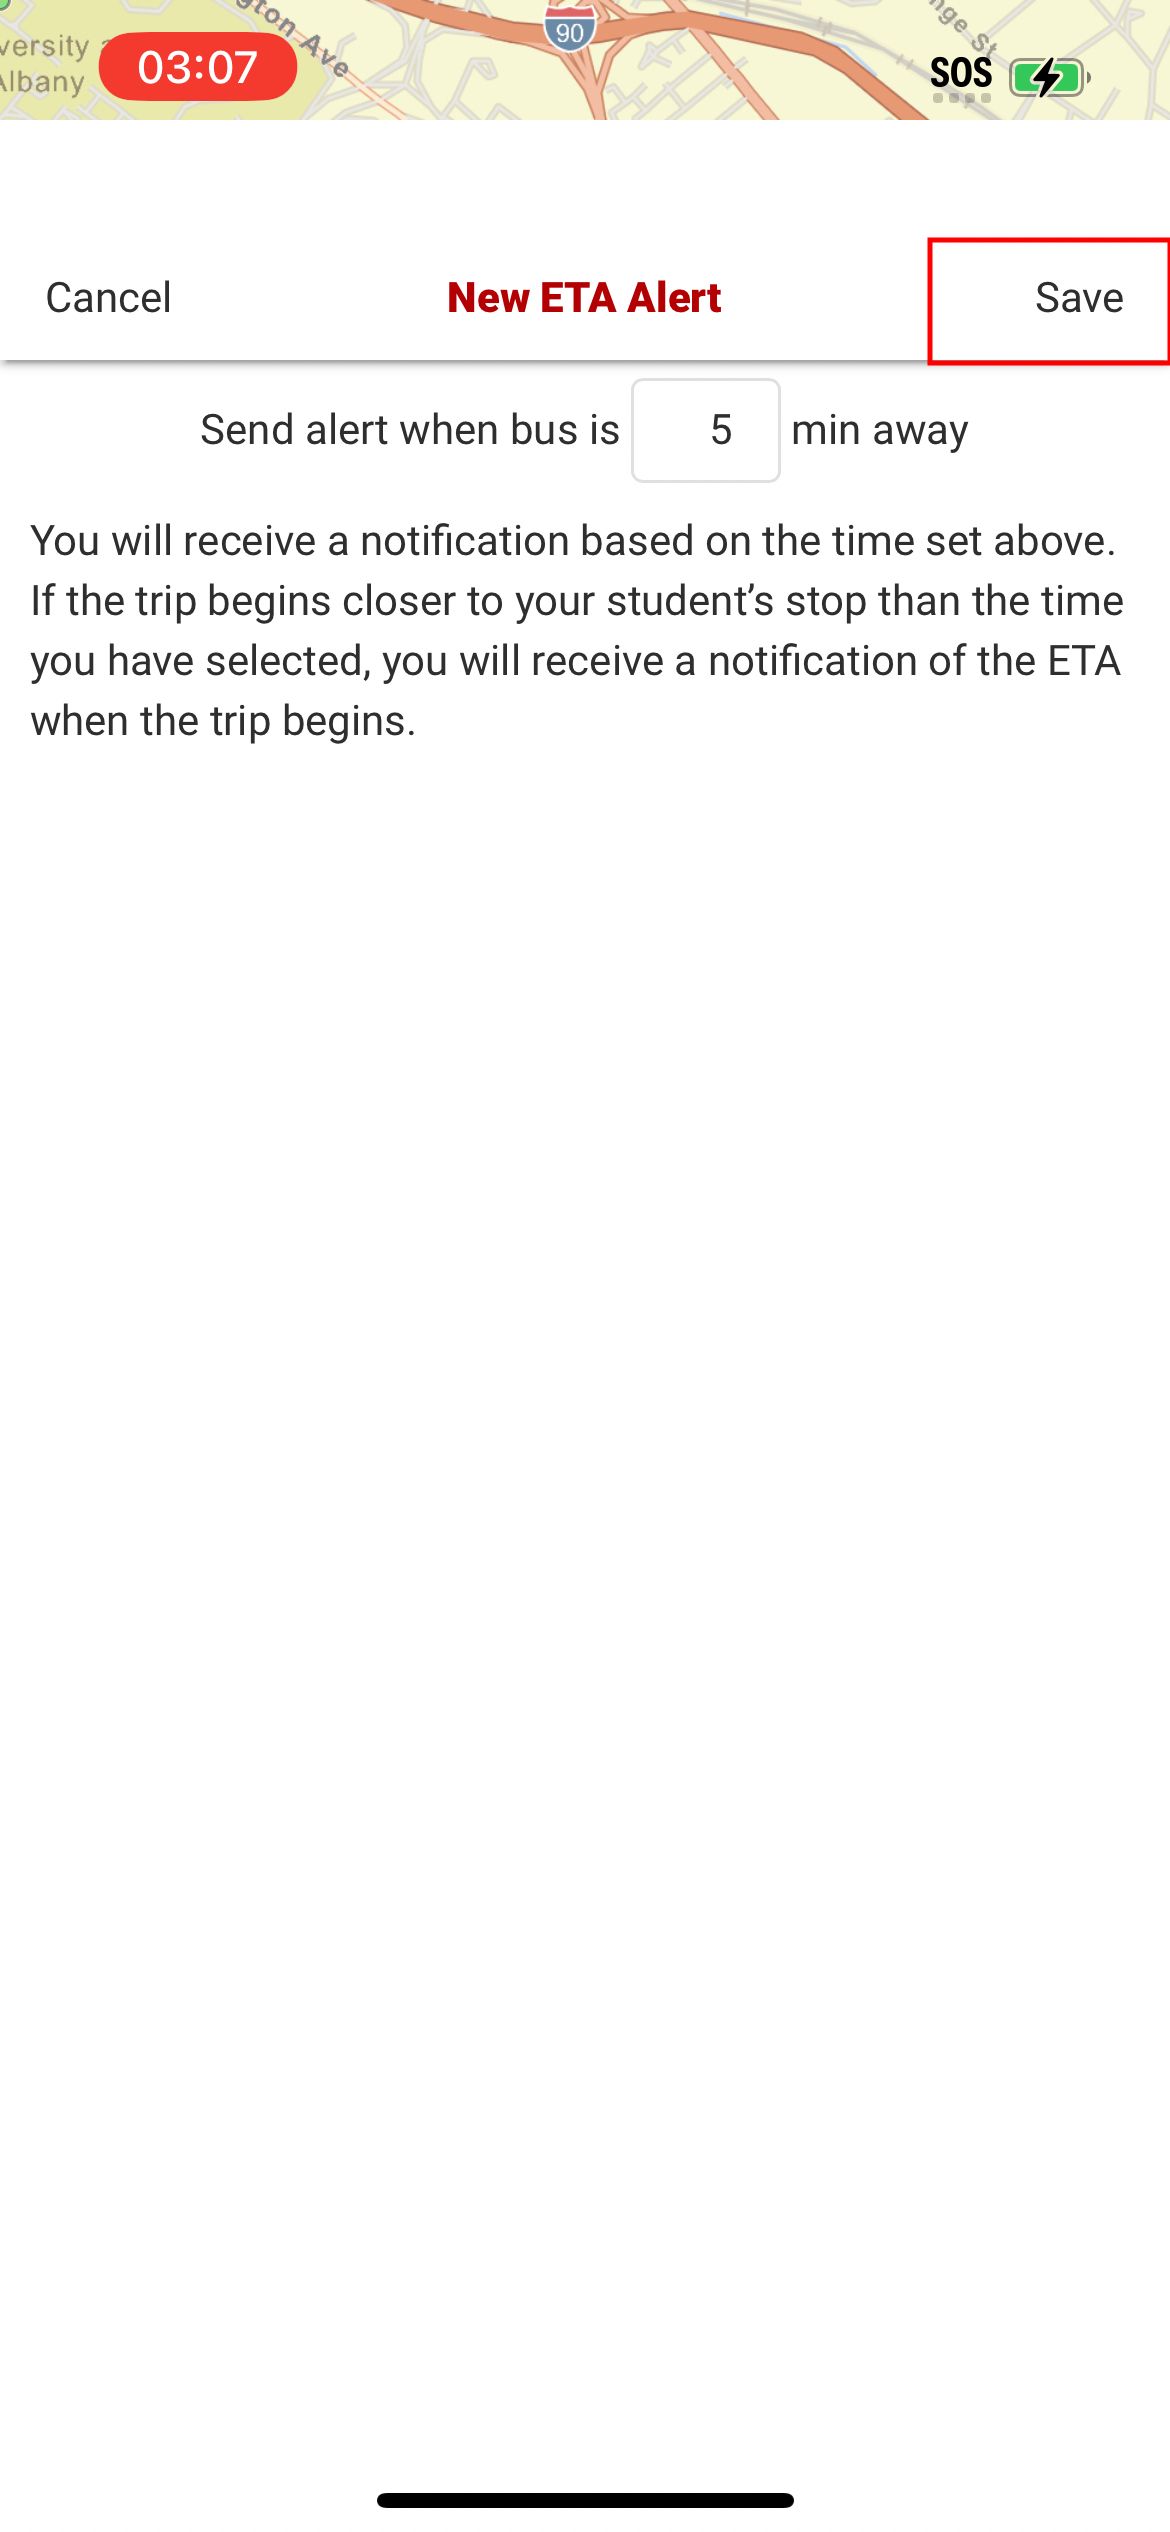 gton Ave
90
nge St
versity
Albany
03:07
SOS
Cancel
New ETA Alert
Save
Send alert when bus is 5 min away
You will receive a notification based on the time set above.
If the trip begins closer to your student’s stop than the time
you have selected, you will receive a notification of the ETA
when the trip begins.